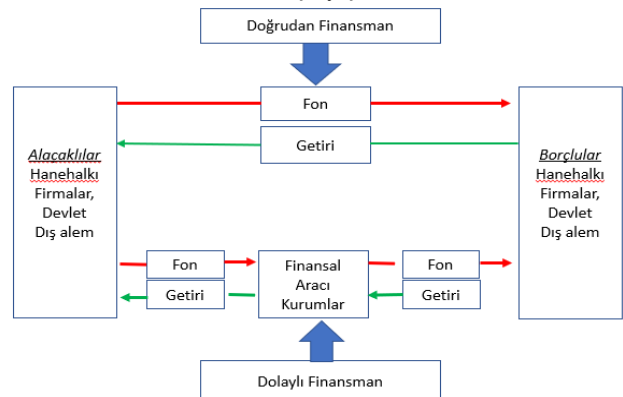 Doğrudan Finansman
Fon
Getiri
Alaçaklılar
Hanehalkı
Firmalar,
Devlet
Dış alem
Borçlular
Hanehalkı
Firmalar,
Devlet
Dış alem
Fon
Getiri
Finansal
Aracı
Kurumlar
Fon
Getiri
Dolaylı Finansman